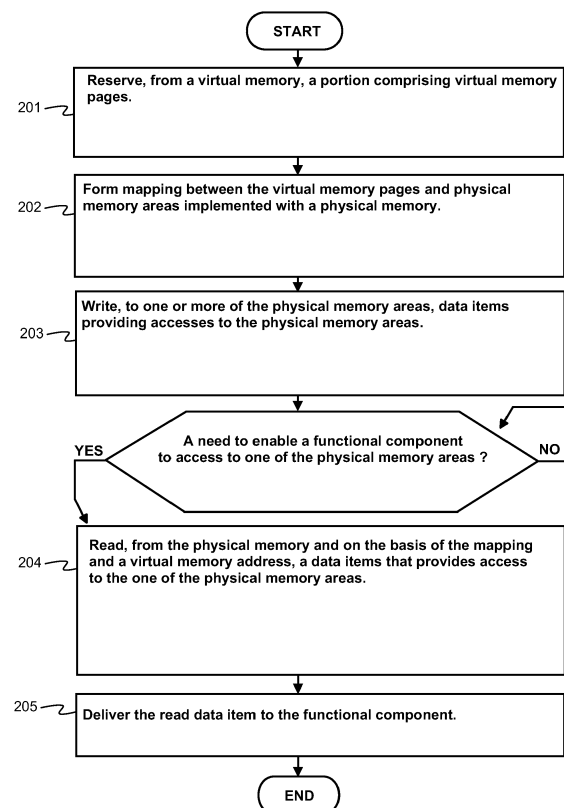 START
201
Reserve, from a virtual memory, a portion comprising virtual memory
pages.
202
Form mapping between the virtual memory pages and physical
memory areas implemented with a physical memory.
203
Write, to one or more of the physical memory areas, data items
providing accesses to the physical memory areas.
YES
A need to enable a functional component
to access to one of the physical memory areas ?
NO
204
Read, from the physical memory and on the basis of the mapping
and a virtual memory address, a data items that provides access
to the one of the physical memory areas.
205
Deliver the read data item to the functional component.
END